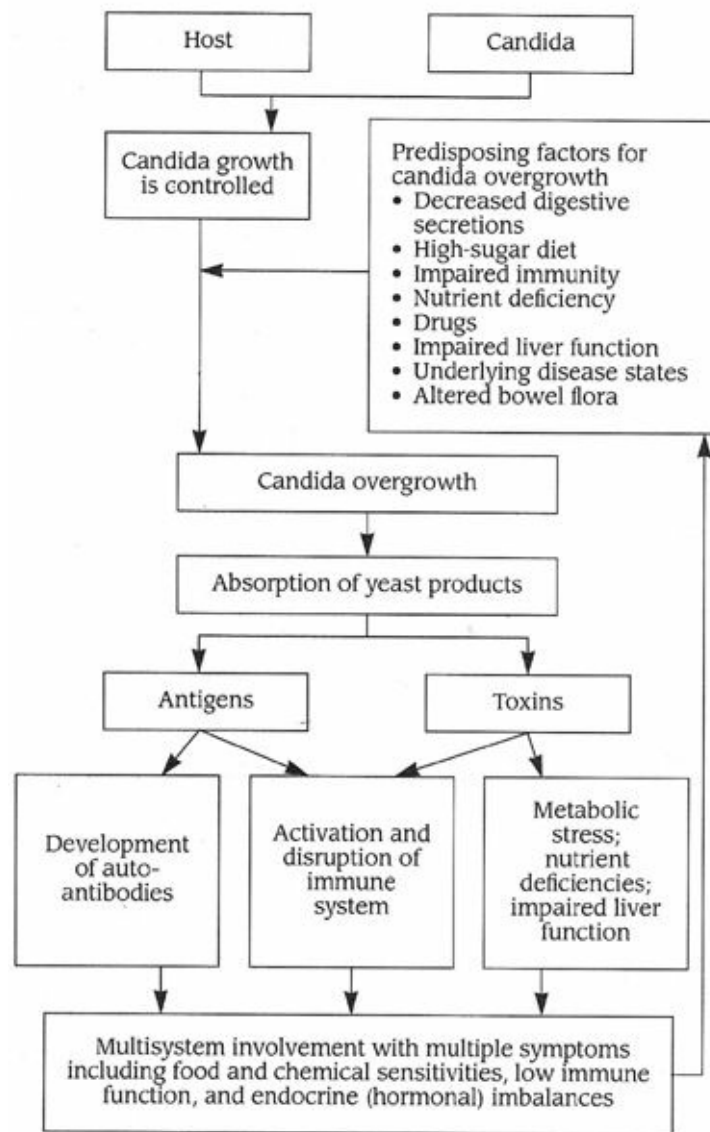 Host
Candida
Candida growth
is controlled
Predisposing factors for
candida overgrowth
• Decreased digestive
secretions
• High-sugar diet
• Impaired immunity
• Nutrient deficiency
• Drugs
• Impaired liver function
• Underlying disease states
• Altered bowel flora
Candida overgrowth
Absorption of yeast products
Antigens
Toxins
Development
of auto-
antibodies
Activation and
disruption of
immune
system
Metabolic
stress;
nutrient
deficiencies;
impaired liver
function
Multisystem involvement with multiple symptoms
including food and chemical sensitivities, low immune
function, and endocrine (hormonal) imbalances